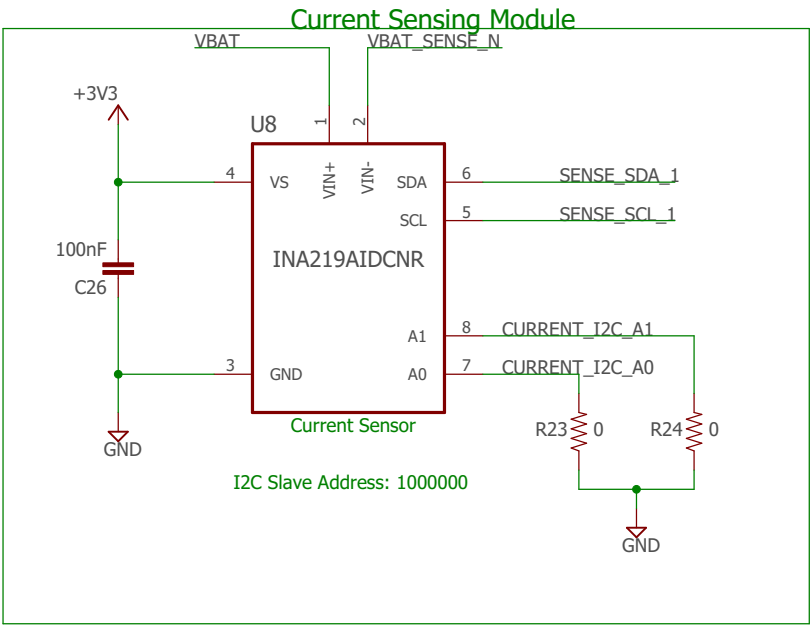 Current Sensing Module
VBAT
VBAT_SENSE_N
+3V3
U8
1
2
4
VS
VIN+
VIN-
SDA
6
SENSE_SDA_1
SCL
5
SENSE_SCL_1
100nF
C26
INA219AIDCNR
A1
8
CURRENT_I2C_A1
3
GND
A0
7
CURRENT_I2C_A0
Current Sensor
R23
0
R24
0
GND
I2C Slave Address: 1000000
GND